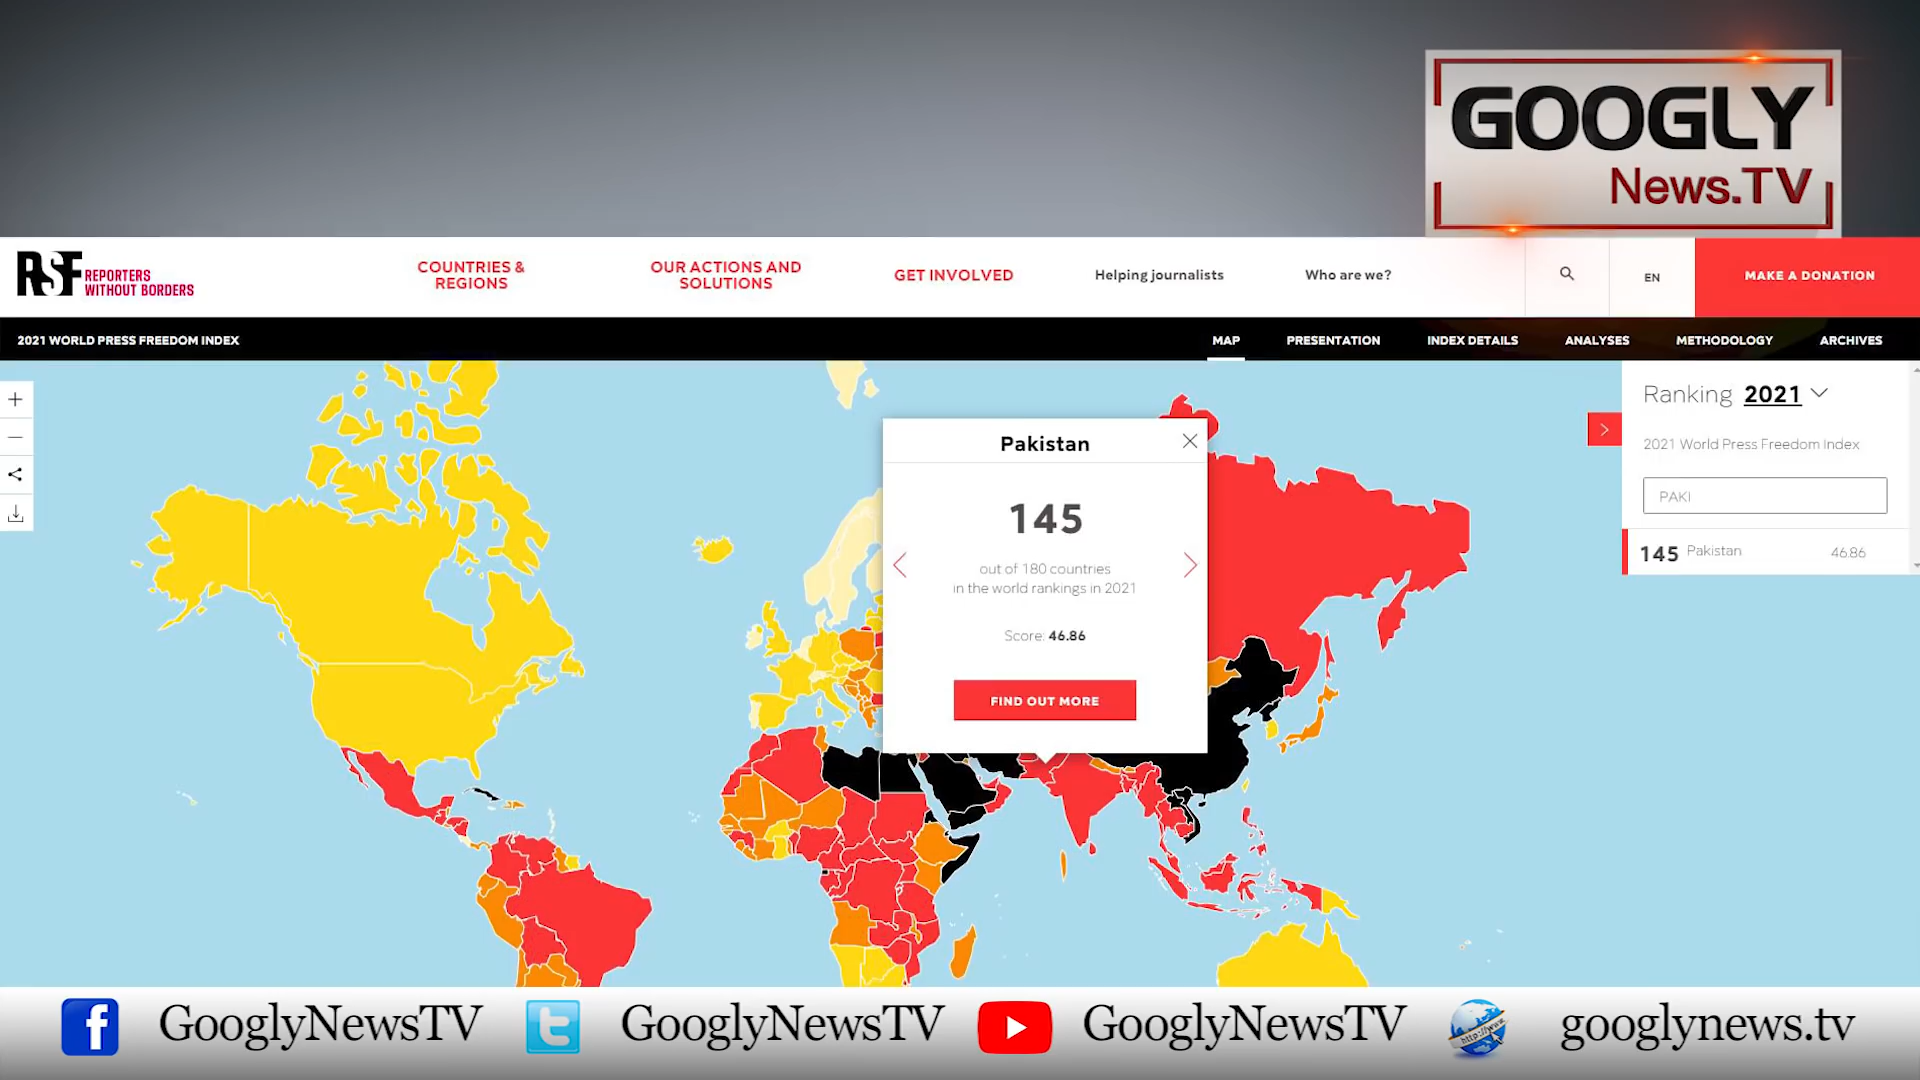 GOOGLY
News.TV
RSF REPORTERS
WITHOUT BORDERS
COUNTRIES &
REGIONS
OUR ACTIONS AND
SOLUTIONS
GET INVOLVED
Helping journalists
Who are we?
EN
MAKE A DONATION
2021 WORLD PRESS FREEDOM INDEX
MAP
PRESENTATION
INDEX DETAILS
ANALYSES
METHODOLOGY
ARCHIVES
Ranking 2021
2021 World Press Freedom Index
PAKI
145 Pakistan 46.86
Pakistan
145
out of 180 countries
in the world rankings in 2021
Score: 46.86
FIND OUT MORE
GooglyNewsTV
GooglyNewsTV
GooglyNewsTV
http://www
googlynews.tv